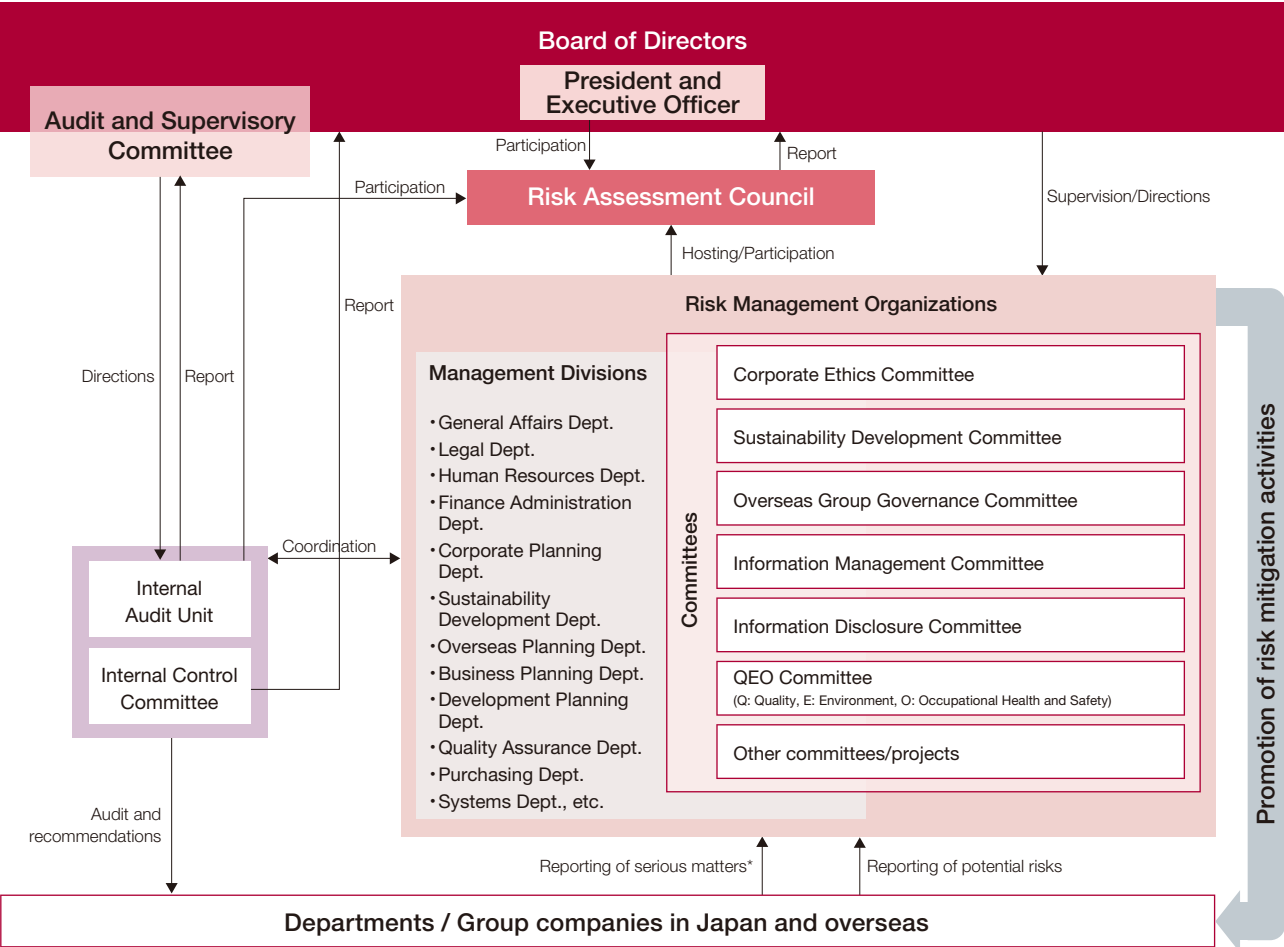 Board of Directors
President and
Executive Officer
Audit and Supervisory
Committee
Participation
Report
Participation
Risk Assessment Council
Supervision/Directions
Hosting/Participation
Report
Directions
Report
Risk Management Organizations
Management Divisions
・General Affairs Dept.
・Legal Dept.
・Human Resources Dept.
・Finance Administration
Dept.
・Corporate Planning
Dept.
・Sustainability
Development Dept.
・Overseas Planning Dept.
・Business Planning Dept.
・Development Planning
Dept.
・Quality Assurance Dept.
・Purchasing Dept.
・Systems Dept., etc.
Committees
Corporate Ethics Committee
Sustainability Development Committee
Overseas Group Governance Committee
Information Management Committee
Information Disclosure Committee
QEO Committee
(Q: Quality, E: Environment, O: Occupational Health and Safety)
Other committees/projects
Promotion of risk mitigation activities
Coordination
Internal
Audit Unit
Internal Control
Committee
Audit and
recommendations
Reporting of serious matters*
Reporting of potential risks
Departments / Group companies in Japan and overseas